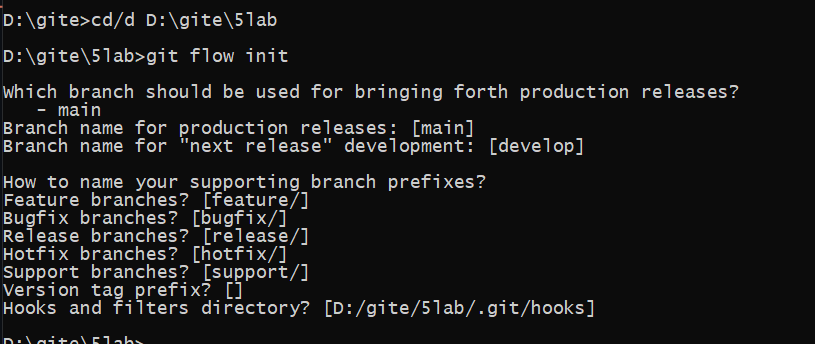 D:\gite>cd/d D:\gite\5lab
D:\gite\5lab>git flow init
Which branch should be used for bringing forth production releases?
- main
Branch name for production releases: [main]
Branch name for "next release" development: [develop]
How to name your supporting branch prefixes?
Feature branches? [feature/]
Bugfix branches? [bugfix/]
Release branches? [release/]
Hotfix branches? [hotfix/]
Support branches? [support/]
Version tag prefix? []
Hooks and filters directory? [D:/gite/5lab/.git/hooks]
D:\gite\5lab>